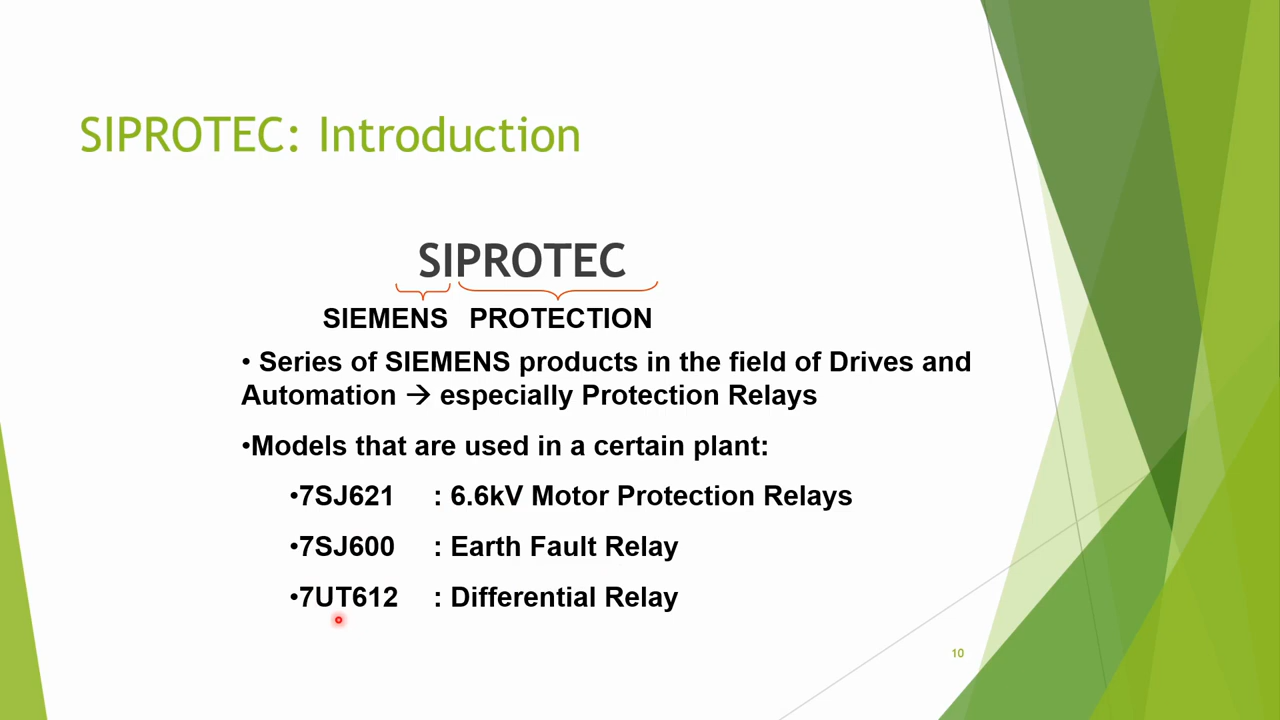 SIPROTEC: Introduction
SIPROTEC
SIEMENS PROTECTION
• Series of SIEMENS products in the field of Drives and
Automation → especially Protection Relays
•Models that are used in a certain plant:
•7SJ621 : 6.6kV Motor Protection Relays
•7SJ600 : Earth Fault Relay
•7UT612 : Differential Relay
10